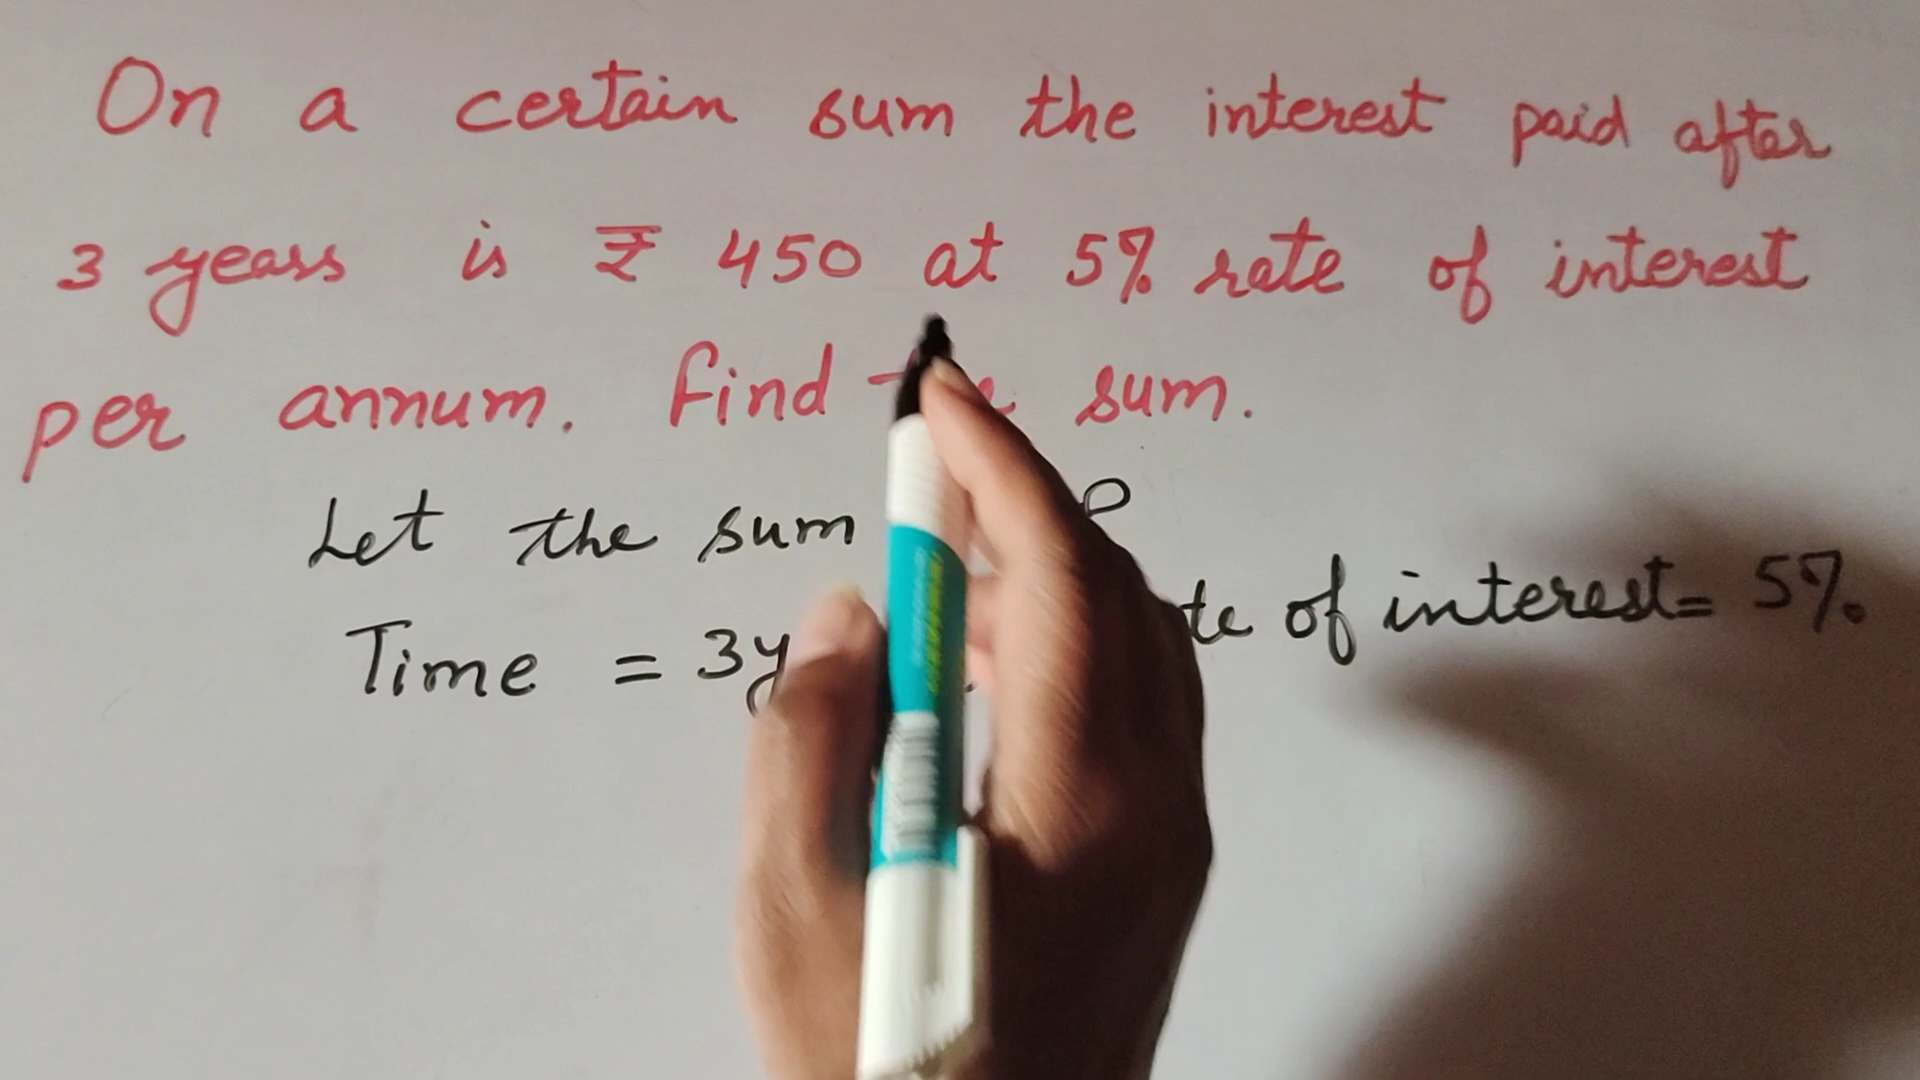 On a certain sum the interest paid after
3 years is ₹ 450 at 5% rate of interest
per annum. Find sum.
Let the sum P
Time = 3y te of interest = 5%.